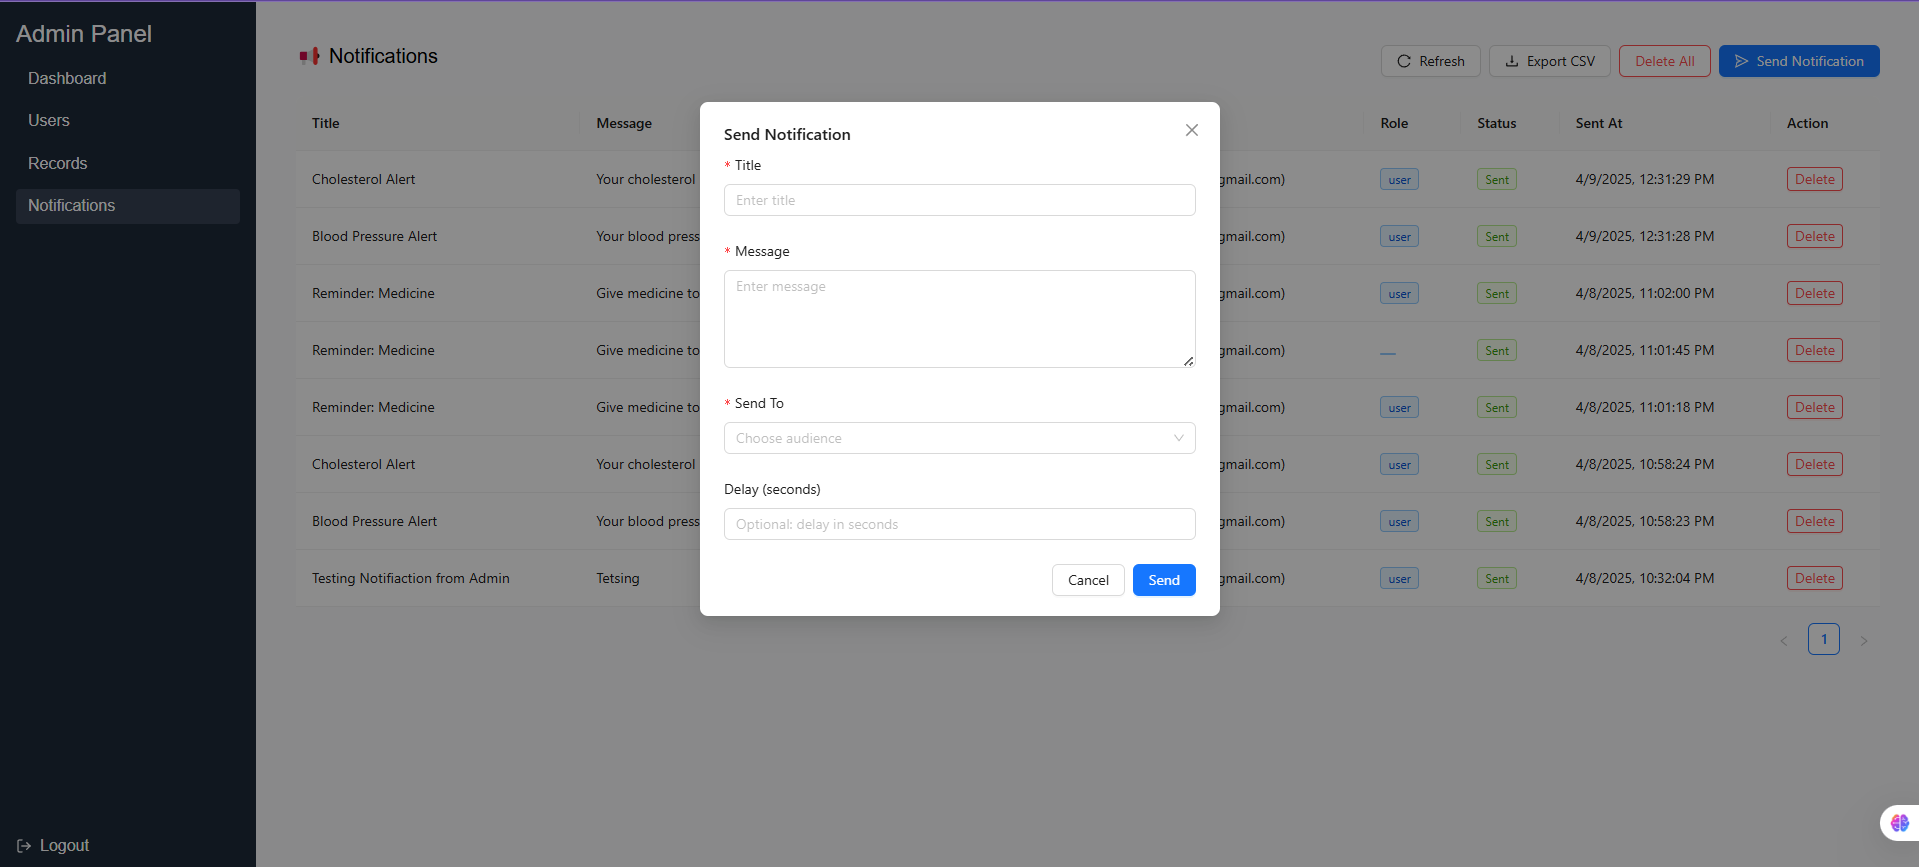 Admin Panel
Dashboard
Users
Records
Notifications
Logout
Notifications
Refresh
Export CSV
Delete All
Send Notification
Title Message Role Status Sent At Action
Cholesterol Alert Your cholesterol gmail.com) user Sent 4/9/2025, 12:31:29 PM Delete
Blood Pressure Alert Your blood press gmail.com) user Sent 4/9/2025, 12:31:28 PM Delete
Reminder: Medicine Give medicine to gmail.com) user Sent 4/8/2025, 11:02:00 PM Delete
Reminder: Medicine Give medicine to gmail.com) — Sent 4/8/2025, 11:01:45 PM Delete
Reminder: Medicine Give medicine to gmail.com) user Sent 4/8/2025, 11:01:18 PM Delete
Cholesterol Alert Your cholesterol gmail.com) user Sent 4/8/2025, 10:58:24 PM Delete
Blood Pressure Alert Your blood press gmail.com) user Sent 4/8/2025, 10:58:23 PM Delete
Testing Notifiaction from Admin Tetsing gmail.com) user Sent 4/8/2025, 10:32:04 PM Delete
< 1 >
Send Notification
* Title
Enter title
* Message
Enter message
* Send To
Choose audience
Delay (seconds)
Optional: delay in seconds
Cancel
Send